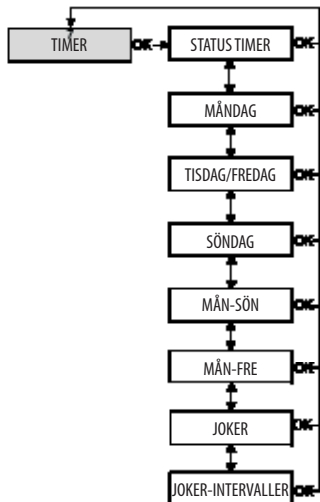 TIMER OK STATUS TIMER OK
MÅNDAG OK
TISDAG/FREDAG OK
SÖNDAG OK
MÅN-SÖN OK
MÅN-FRE OK
JOKER OK
JOKER-INTERVALLER OK